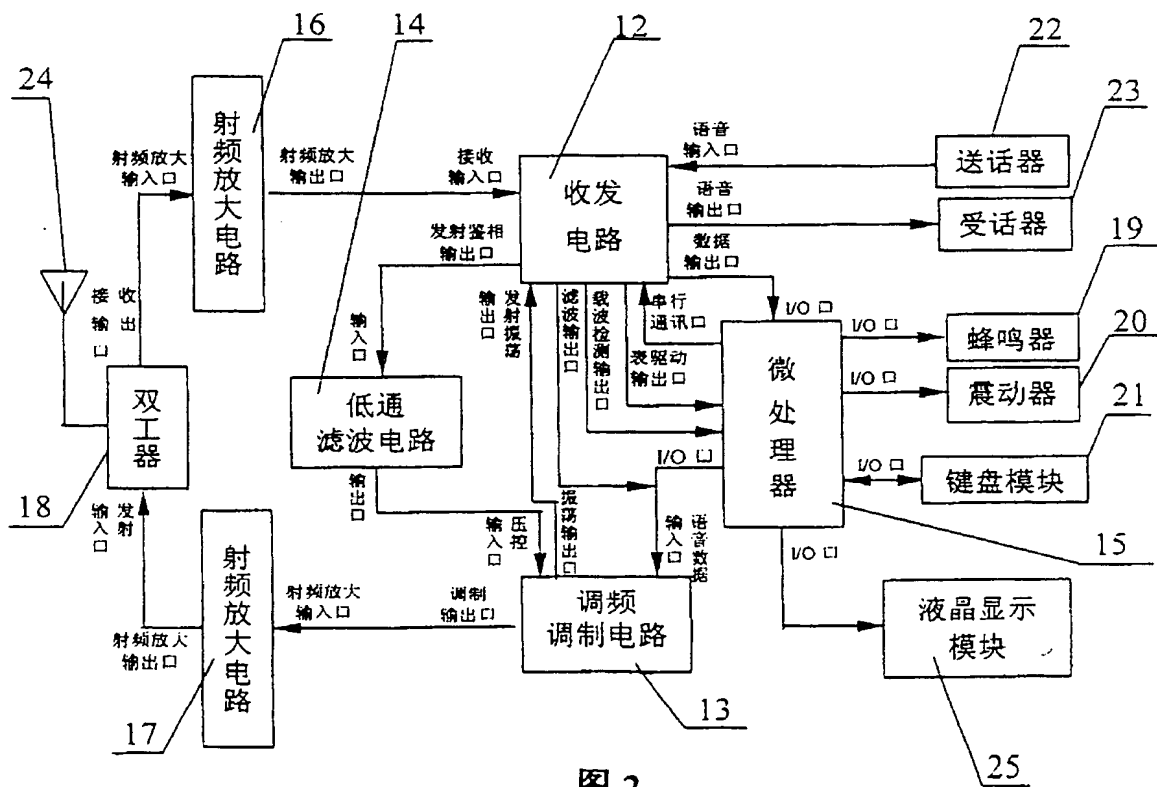 16
14
12
22
24
23
射频放大电路
射频放大
输入口
射频放大
输出口
接收
输入口
语音
输入口
送话器
收发
电路
语音
输出口
受话器
发射鉴相
输出口
数据
输出口
19
接收
输出口
输入口
发射振荡
输出口
滤波输出口
载波检测输出口
串行
通讯口
表驱动
输出口
I/O 口
I/O 口
蜂鸣器
20
微处理器
I/O 口
震动器
21
双工器
低通
滤波电路
I/O 口
I/O 口
键盘模块
18
发射
输入口
输出口
压控
输入口
振荡输出口
语音数据
输入口
I/O 口
15
射频放大电路
射频放大
输入口
调制
输出口
调频
调制电路
液晶显示
模块
射频放大
输出口
17
13
25
图 2